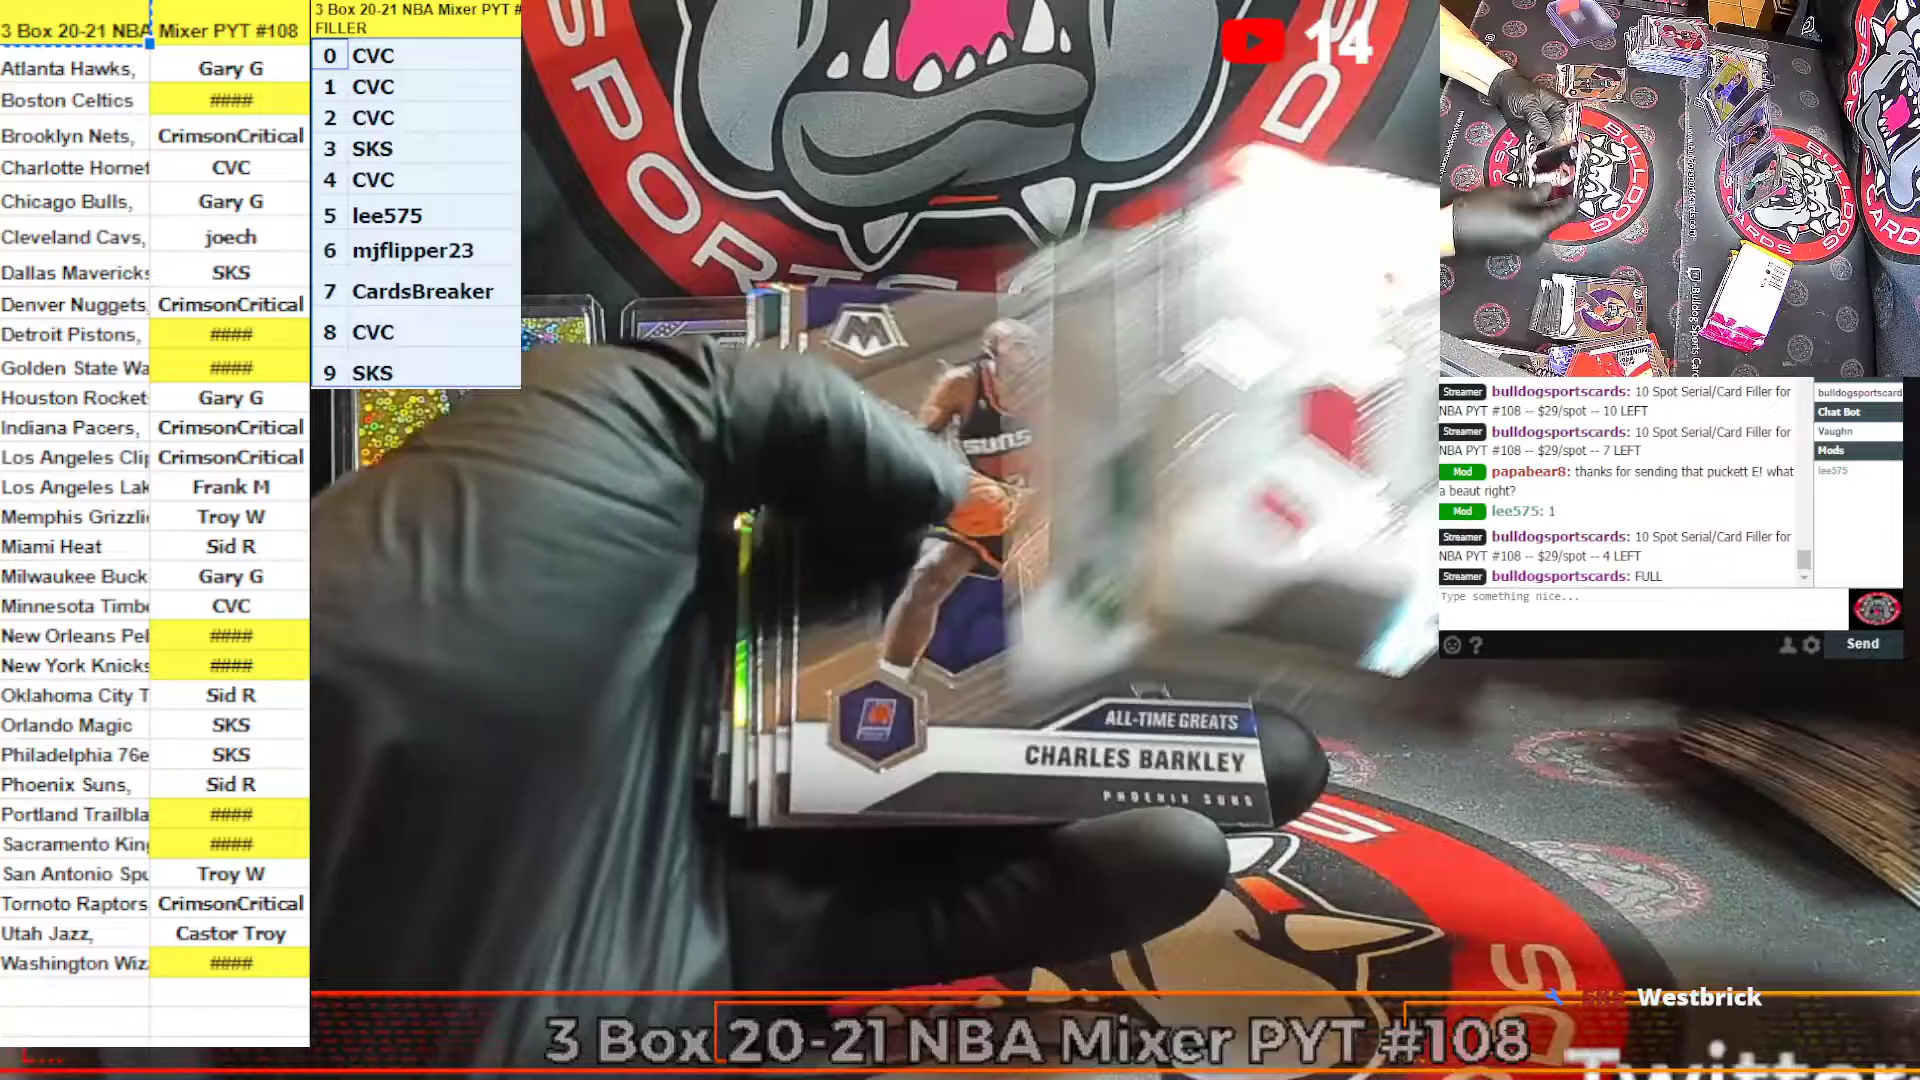 3 Box 20-21 NBA Mixer PYT #108
Atlanta Hawks, Gary G
Boston Celtics ####
Brooklyn Nets, CrimsonCritical
Charlotte Hornet CVC
Chicago Bulls, Gary G
Cleveland Cavs, joech
Dallas Mavericks SKS
Denver Nuggets, CrimsonCritical
Detroit Pistons, ####
Golden State Wa ####
Houston Rocket Gary G
Indiana Pacers, CrimsonCritical
Los Angeles Clip CrimsonCritical
Los Angeles Lak Frank M
Memphis Grizzli Troy W
Miami Heat Sid R
Milwaukee Buck Gary G
Minnesota Timbe CVC
New Orleans Pel ####
New York Knicks ####
Oklahoma City T Sid R
Orlando Magic SKS
Philadelphia 76e SKS
Phoenix Suns, Sid R
Portland Trailbla ####
Sacramento King ####
San Antonio Spu Troy W
Tornoto Raptors CrimsonCritical
Utah Jazz, Castor Troy
Washington Wiz ####
3 Box 20-21 NBA Mixer PYT #
FILLER
0 CVC
1 CVC
2 CVC
3 SKS
4 CVC
5 lee575
6 mjflipper23
7 CardsBreaker
8 CVC
9 SKS
14
SPORTS
SUNS
ALL-TIME GREATS
CHARLES BARKLEY
PHOENIX SUNS
BULLDOG
CARDS
Streamer bulldogsportscards: 10 Spot Serial/Card Filler for
NBA PYT #108 -- $29/spot -- 10 LEFT
Streamer bulldogsportscards: 10 Spot Serial/Card Filler for
NBA PYT #108 -- $29/spot -- 7 LEFT
Mod papabear8: thanks for sending that puckett E! what
a beaut right?
Mod lee575: 1
Streamer bulldogsportscards: 10 Spot Serial/Card Filler for
NBA PYT #108 -- $29/spot -- 4 LEFT
Streamer bulldogsportscards: FULL
Type something nice...
Send
bulldogsportscard
Chat Bot
Vaughn
Mods
lee575
Westbrick
3 Box 20-21 NBA Mixer PYT #108